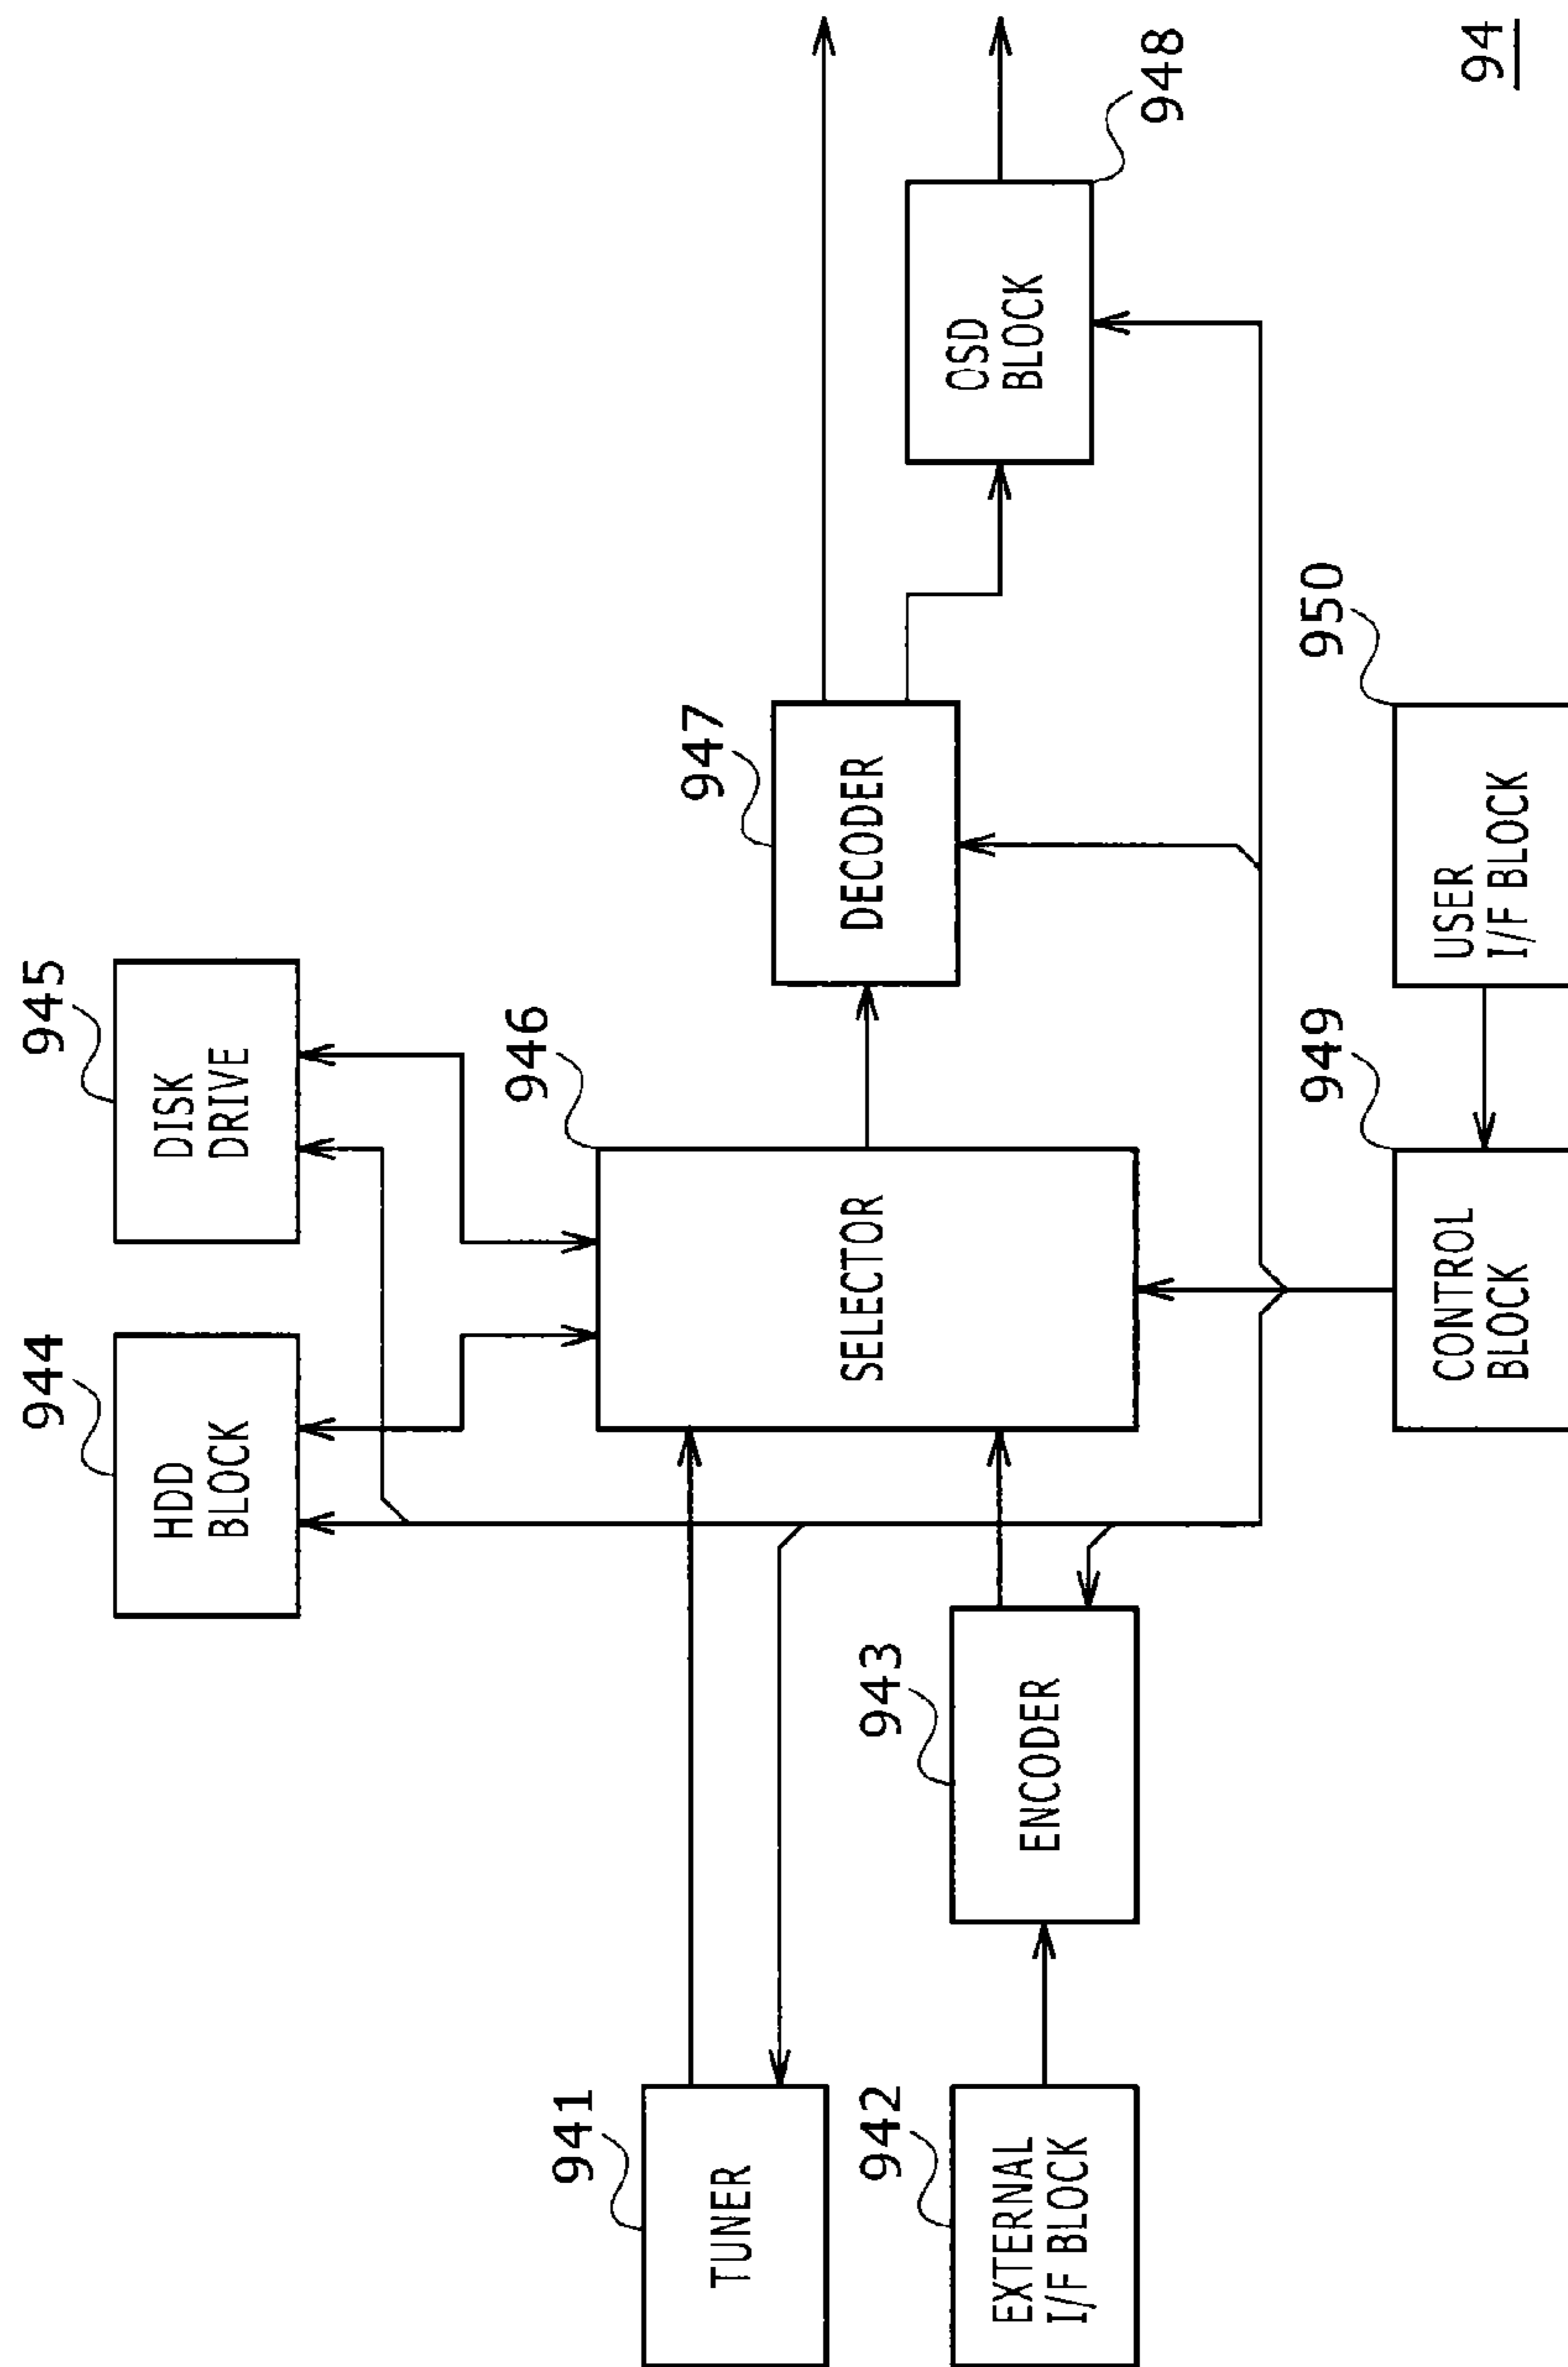 944
HDD
BLOCK
945
DISK
DRIVE
941
TUNER
946
SELECTOR
947
DECODER
942
EXTERNAL
I/F BLOCK
943
ENCODER
OSD
BLOCK
948
949
CONTROL
BLOCK
950
USER
I/F BLOCK
94